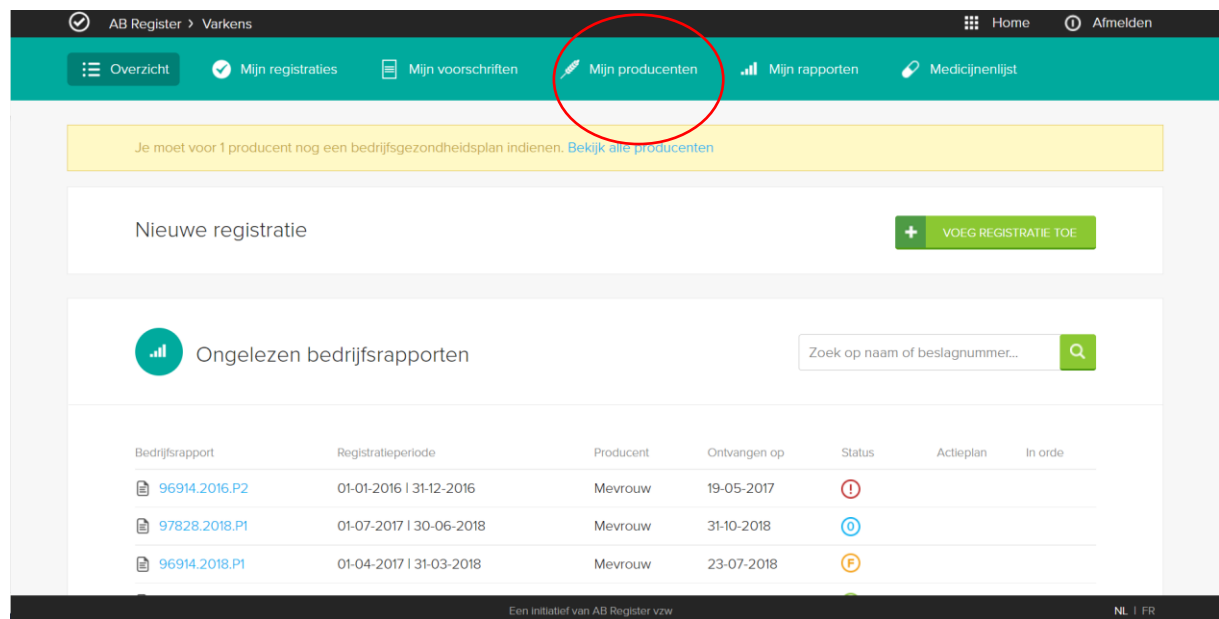 AB Register > Varkens Home Afmelden
Overzicht Mijn registraties Mijn voorschriften Mijn producenten Mijn rapporten Medicijnenlijst
Je moet voor 1 producent nog een bedrijfsgezondheidsplan indienen. Bekijk alle producenten
Nieuwe registratie
+ VOEG REGISTRATIE TOE
Ongelezen bedrijfsrapporten
Zoek op naam of beslagnummer...
Bedrijfsrapport Registratieperiode Producent Ontvangen op Status Actieplan In orde
96914.2016.P2 01-01-2016 | 31-12-2016 Mevrouw 19-05-2017 !
97828.2018.P1 01-07-2017 | 30-06-2018 Mevrouw 31-10-2018 0
96914.2018.P1 01-04-2017 | 31-03-2018 Mevrouw 23-07-2018 F
Een initiatief van AB Register vzw NL | FR